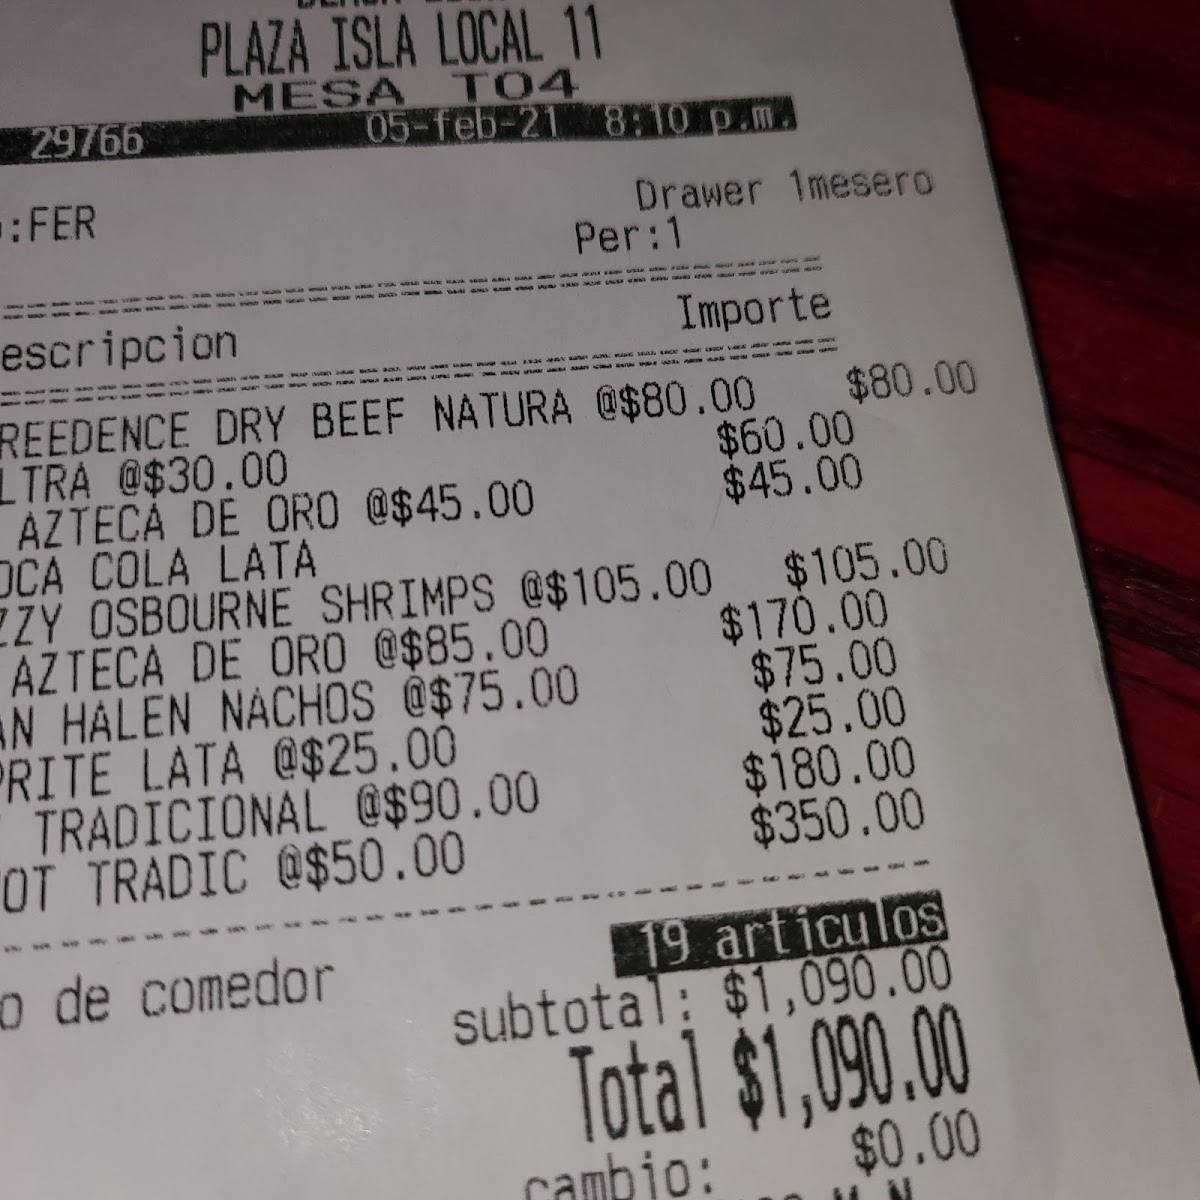 PLAZA ISLA LOCAL 11
MESA T04
29766 05-feb-21 8:10 p.m.
Drawer 1mesero
:FER Per:1
escripcion Importe
REEDENCE DRY BEEF NATURA @$80.00 $80.00
LTRA @$30.00 $60.00
AZTECA DE ORO @$45.00 $45.00
OCA COLA LATA
ZZY OSBOURNE SHRIMPS @$105.00 $105.00
AZTECA DE ORO @$85.00 $170.00
AN HALEN NACHOS @$75.00 $75.00
PRITE LATA @$25.00 $25.00
TRADICIONAL @$90.00 $180.00
OT TRADIC @$50.00 $350.00
19 articulos
o de comedor subtotal: $1,090.00
Total $1,090.00
cambio: $0.00